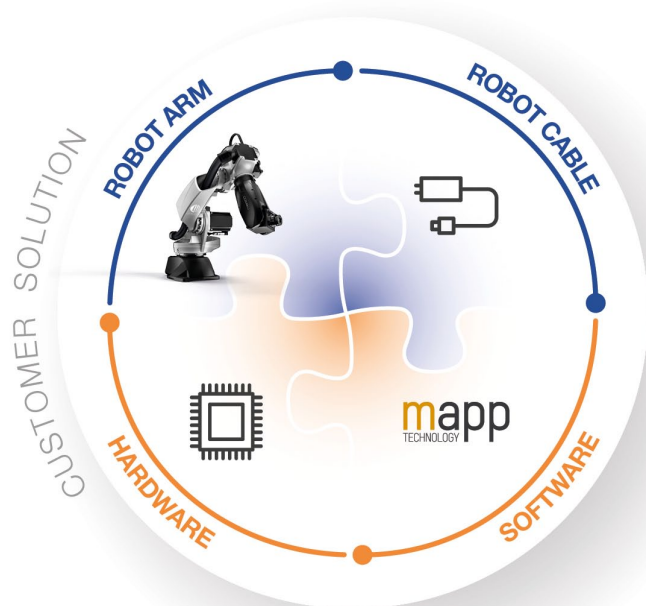 CUSTOMER SOLUTION
ROBOT ARM
ROBOT CABLE
mapp
TECHNOLOGY
HARDWARE
SOFTWARE